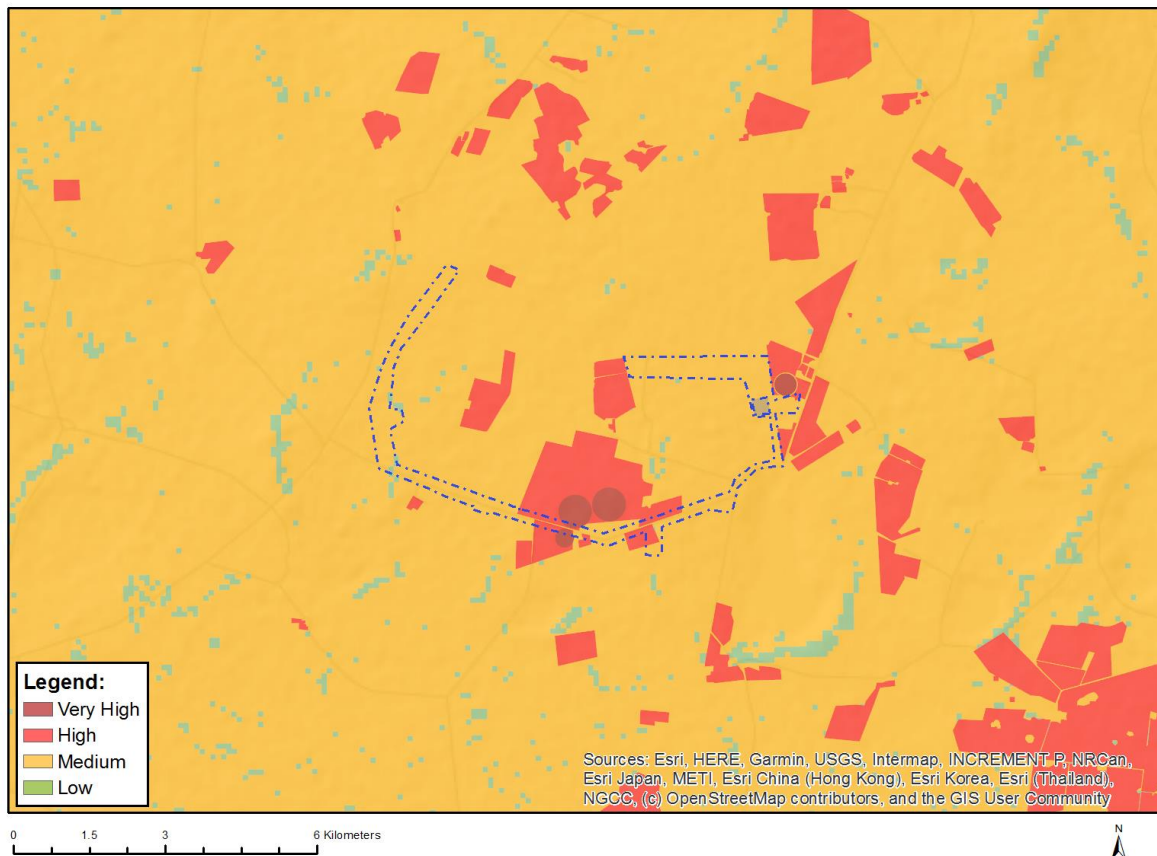 Legend:
Very High
High
Medium
Low
Sources: Esri, HERE, Garmin, USGS, Intermap, INCREMENT P, NRCan,
Esri Japan, METI, Esri China (Hong Kong), Esri Korea, Esri (Thailand),
NGCC, (c) OpenStreetMap contributors, and the GIS User Community
0 1.5 3 6 Kilometers
N